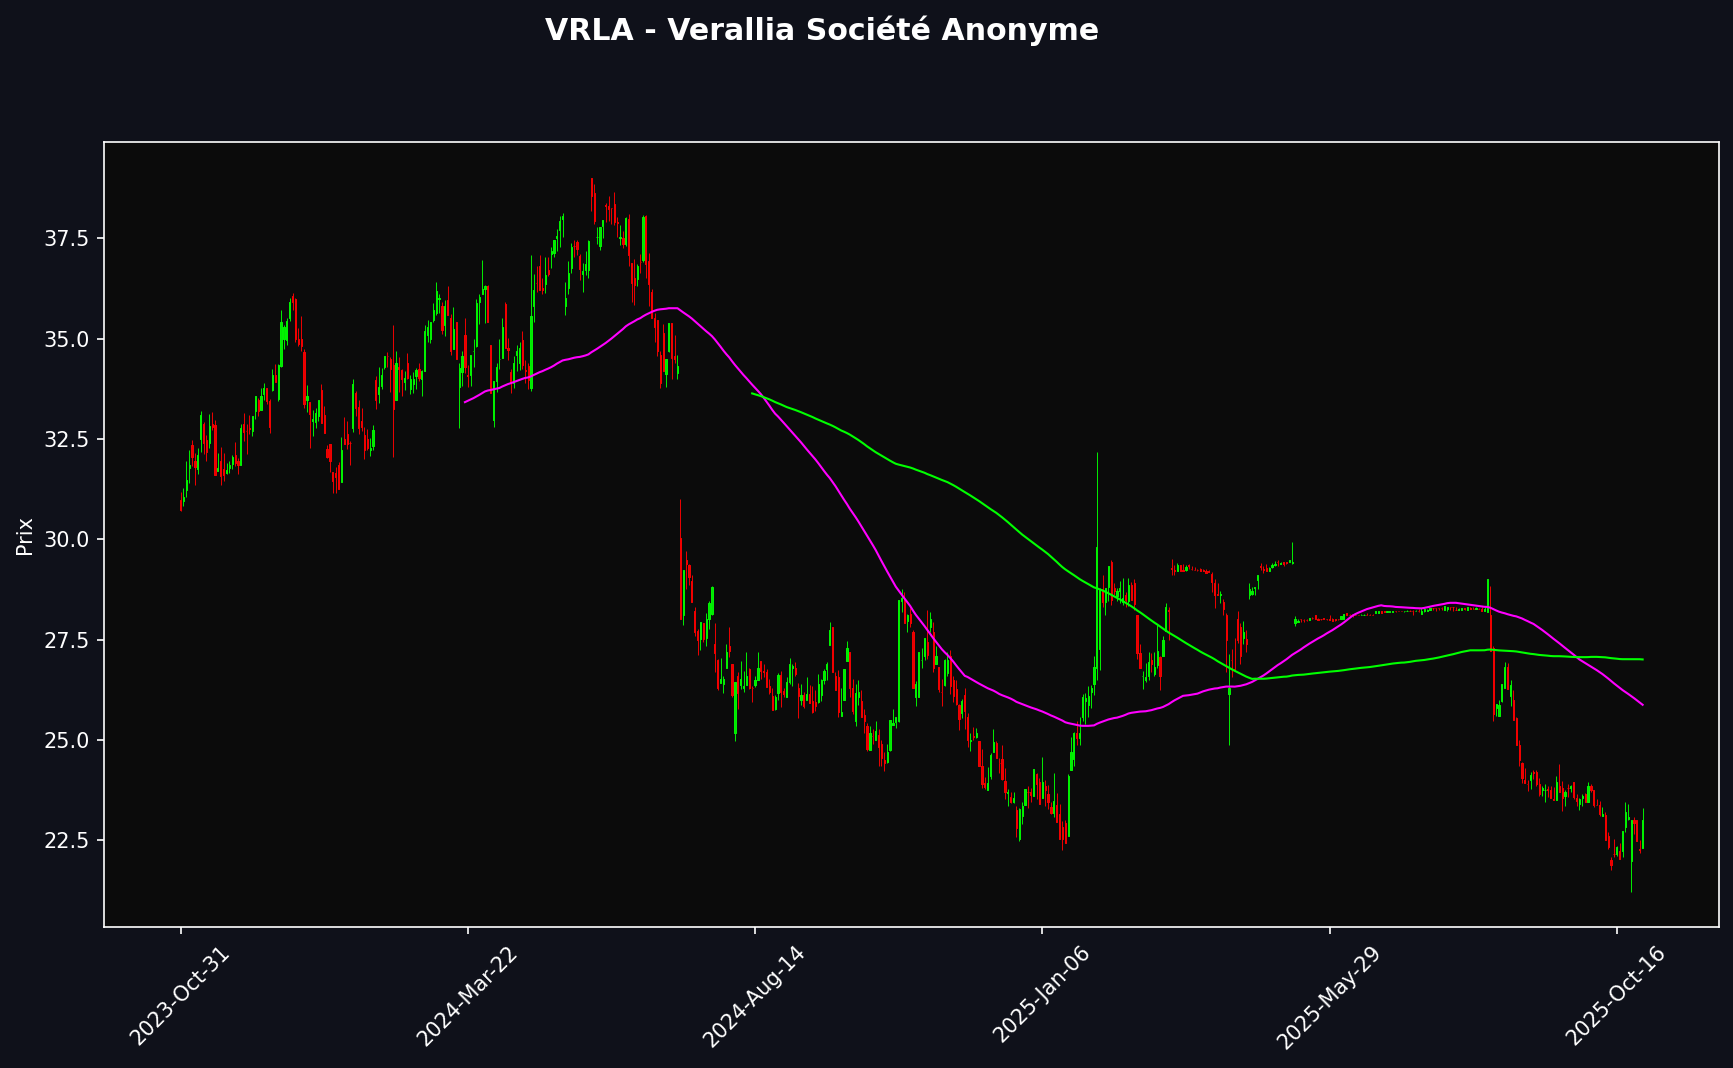 VRLA - Verallia Société Anonyme
Prix
37.5
35.0
32.5
30.0
27.5
25.0
22.5
2023-Oct-31
2024-Mar-22
2024-Aug-14
2025-Jan-06
2025-May-29
2025-Oct-16